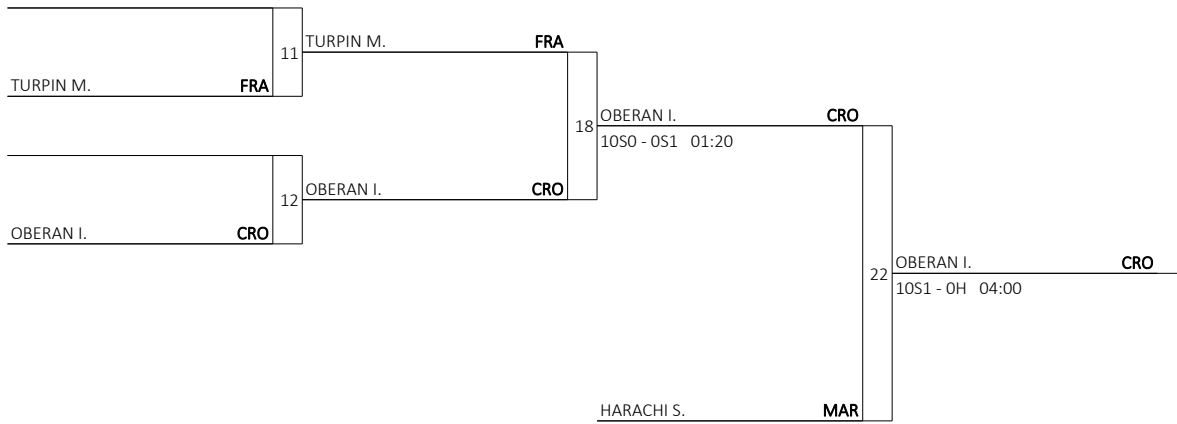 11 TURPIN M. FRA
TURPIN M. FRA
18 OBERAN I. CRO
10S0 - 0S1 01:20
12 OBERAN I. CRO
OBERAN I. CRO
22 OBERAN I. CRO
10S1 - 0H 04:00
HARACHI S. MAR